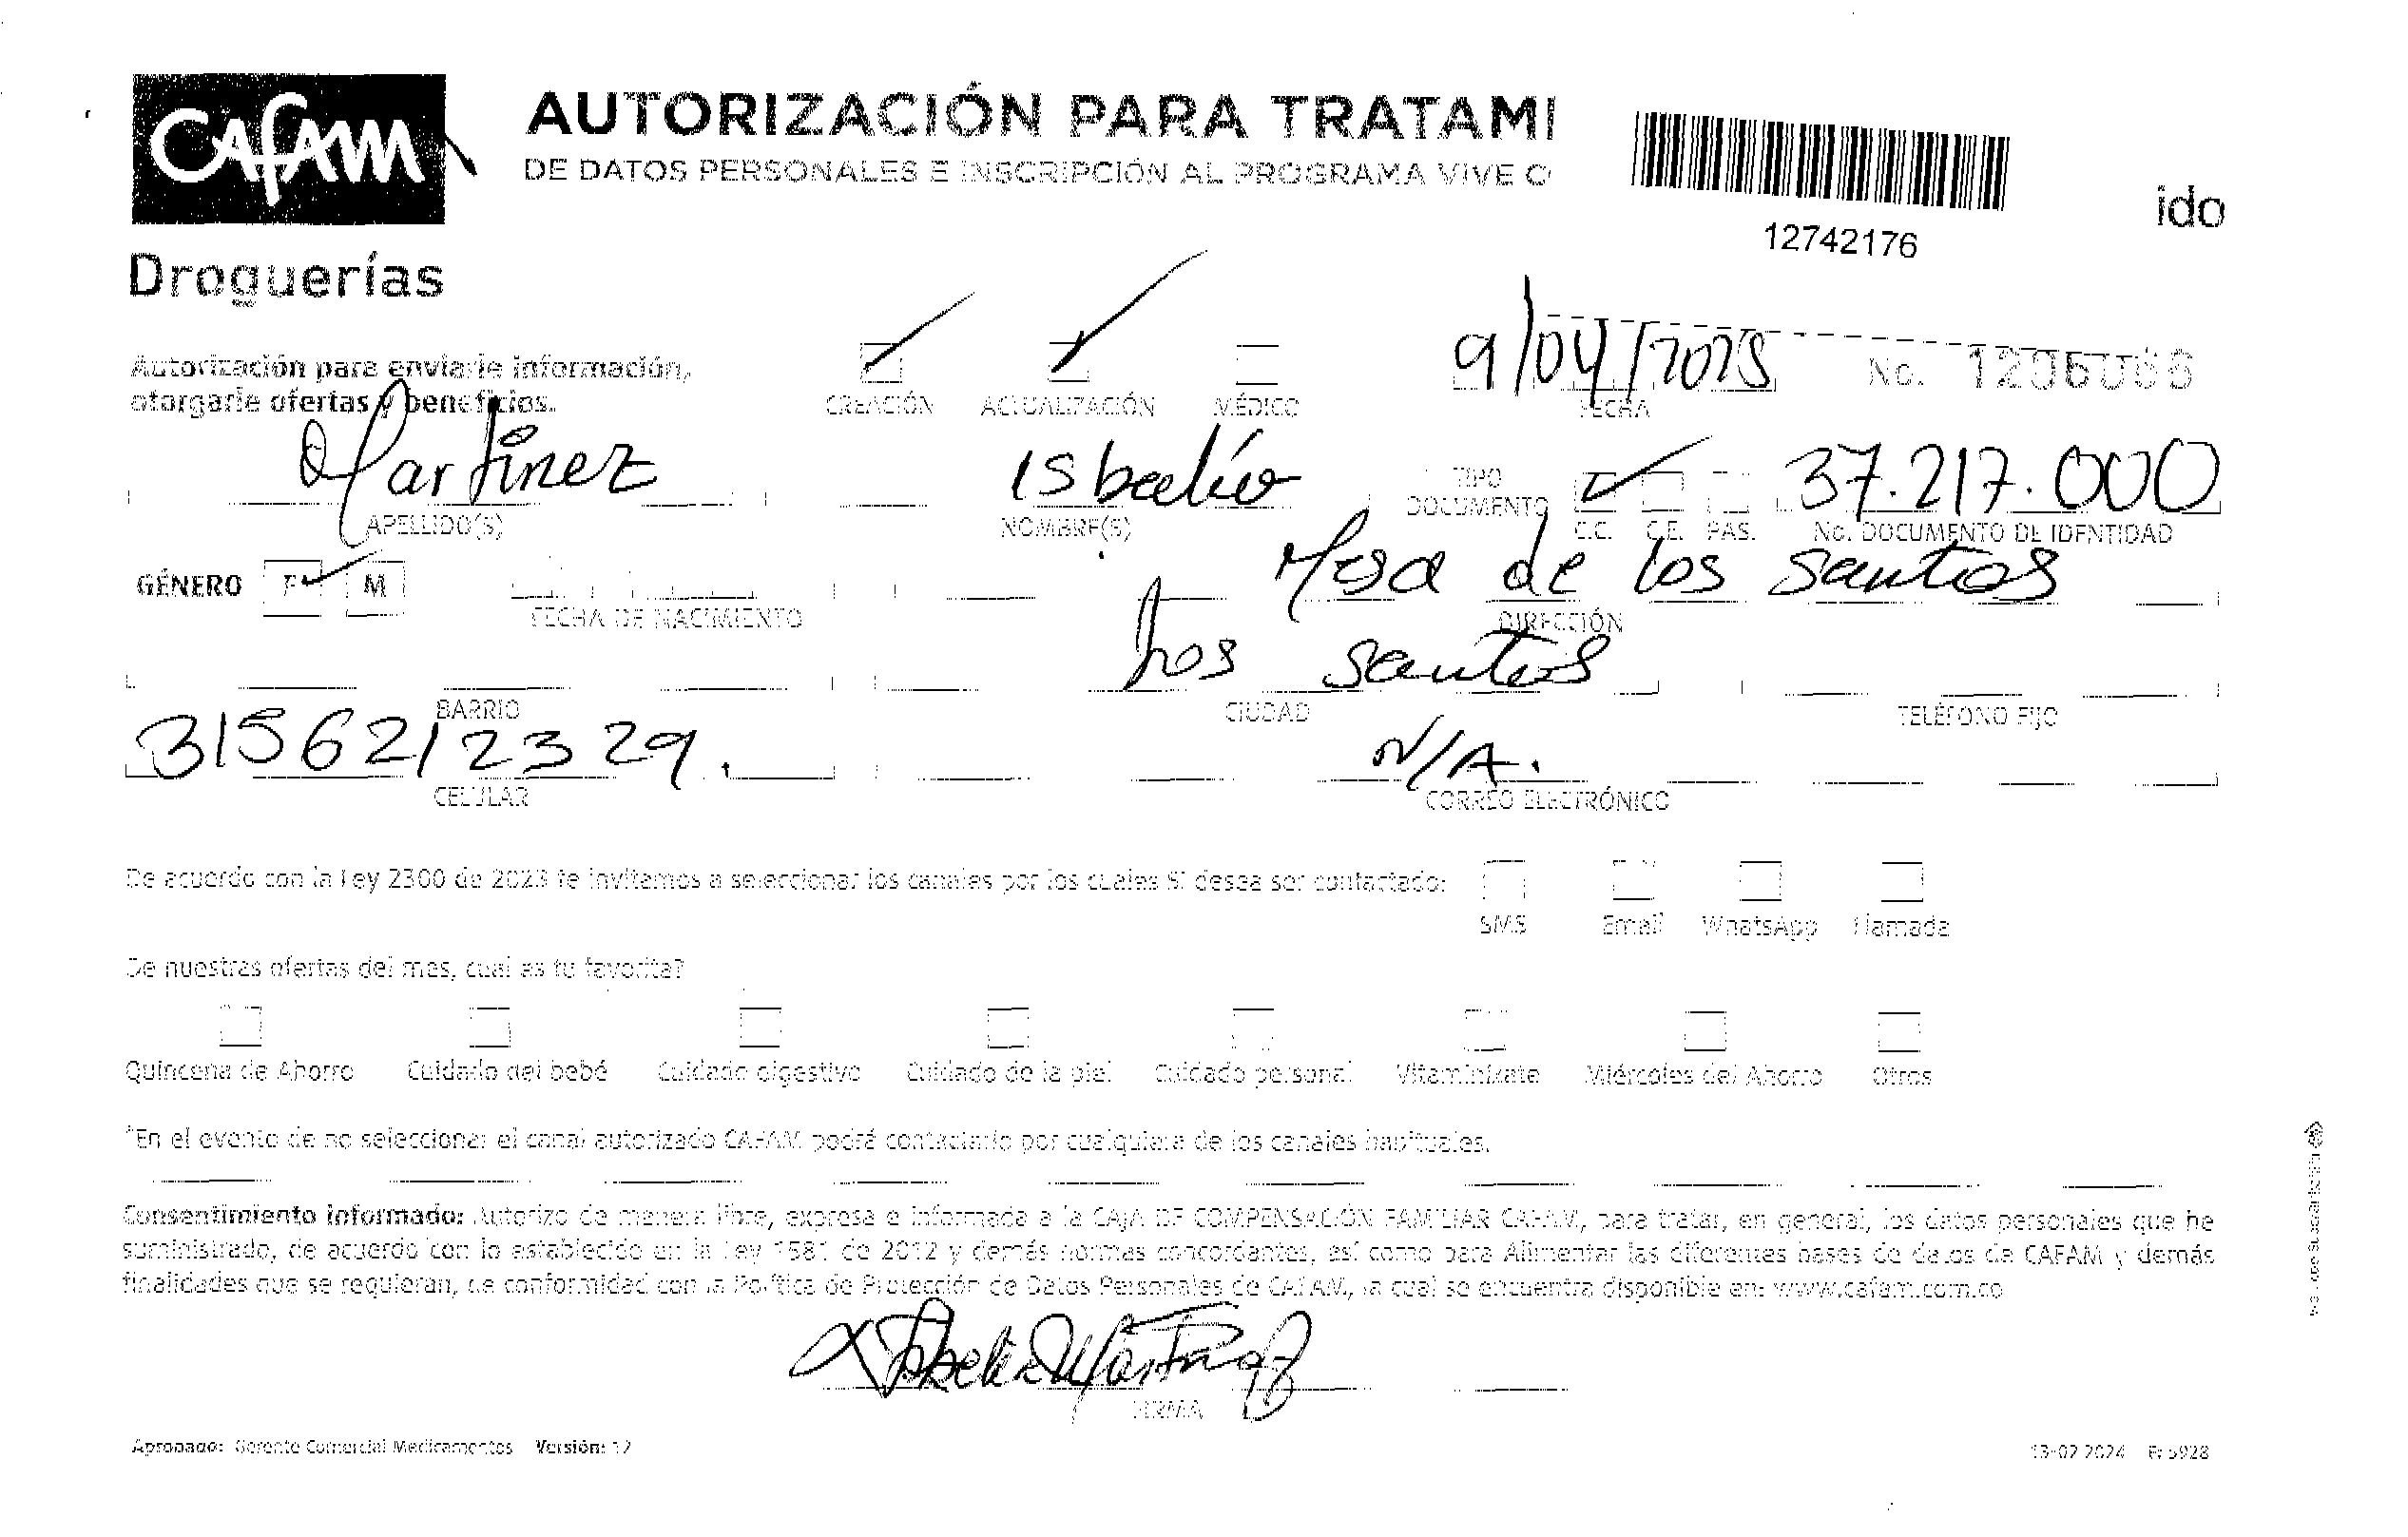 CAFAM
Droguerías
AUTORIZACIÓN PARA TRATAMI
DE DATOS PERSONALES E INSCRIPCIÓN AL PROGRAMA VIVE C
ido
12742176
Autorización para enviarle información,
otorgarle ofertas y beneficios.
CREACIÓN ACTUALIZACIÓN MÉDICO
9/04/2025
FECHA
No.
Martinez
APELLIDO(S)
NOMBRE(S)
TIPO
DOCUMENTO
C.C. C.E. PAS.
37.217.000
No. DOCUMENTO DE IDENTIDAD
GÉNERO F M
FECHA DE NACIMIENTO
Mesa de los santos
DIRECCIÓN
BARRIO
Los santos
CIUDAD
TELÉFONO FIJO
3156212329.
CELULAR
N/A.
CORREO ELECTRÓNICO
De acuerdo con la Ley 2300 de 2023 te invitamos a seleccionar los canales por los cuales SI desea ser contactado:
SMS Email WhatsApp Llamada
De nuestras ofertas del mes, cual es tu favorita?
Quincena de Ahorro Cuidado del bebé Cuidado digestivo Cuidado de la piel Cuidado personal Vitaminízate Miércoles del Ahorro Otros
*En el evento de no seleccionar el canal autorizado CAFAM podrá contactarlo por cualquiera de los canales habituales.
Consentimiento informado: Autorizo de manera libre, expresa e informada a la CAJA DE COMPENSACIÓN FAMILIAR CAFAM, para tratar, en general, los datos personales que he
suministrado, de acuerdo con lo establecido en la Ley 1581 de 2012 y demás normas concordantes, así como para Alimentar las diferentes bases de datos de CAFAM y demás
finalidades que se requieran, de conformidad con la Política de Protección de Datos Personales de CAFAM, la cual se encuentra disponible en: www.cafam.com.co
FIRMA
Aprobado: Gerente Comercial Medicamentos Versión: 12
13-02-2024